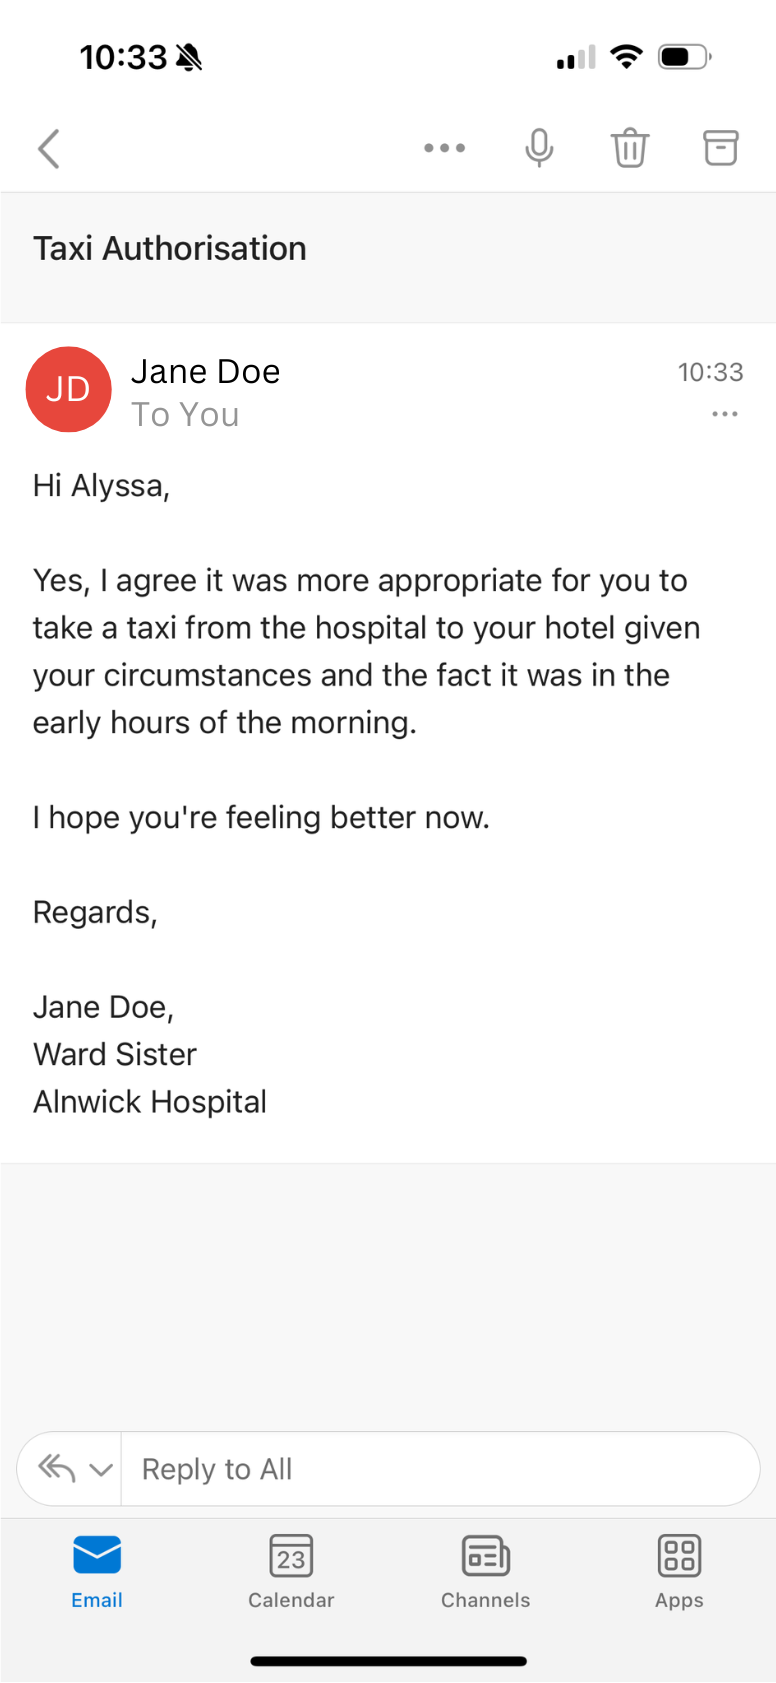 10:33
Taxi Authorisation
JD
Jane Doe
10:33
To You
Hi Alyssa,
Yes, I agree it was more appropriate for you to
take a taxi from the hospital to your hotel given
your circumstances and the fact it was in the
early hours of the morning.
I hope you're feeling better now.
Regards,
Jane Doe,
Ward Sister
Alnwick Hospital
Reply to All
23
Email
Calendar
Channels
Apps